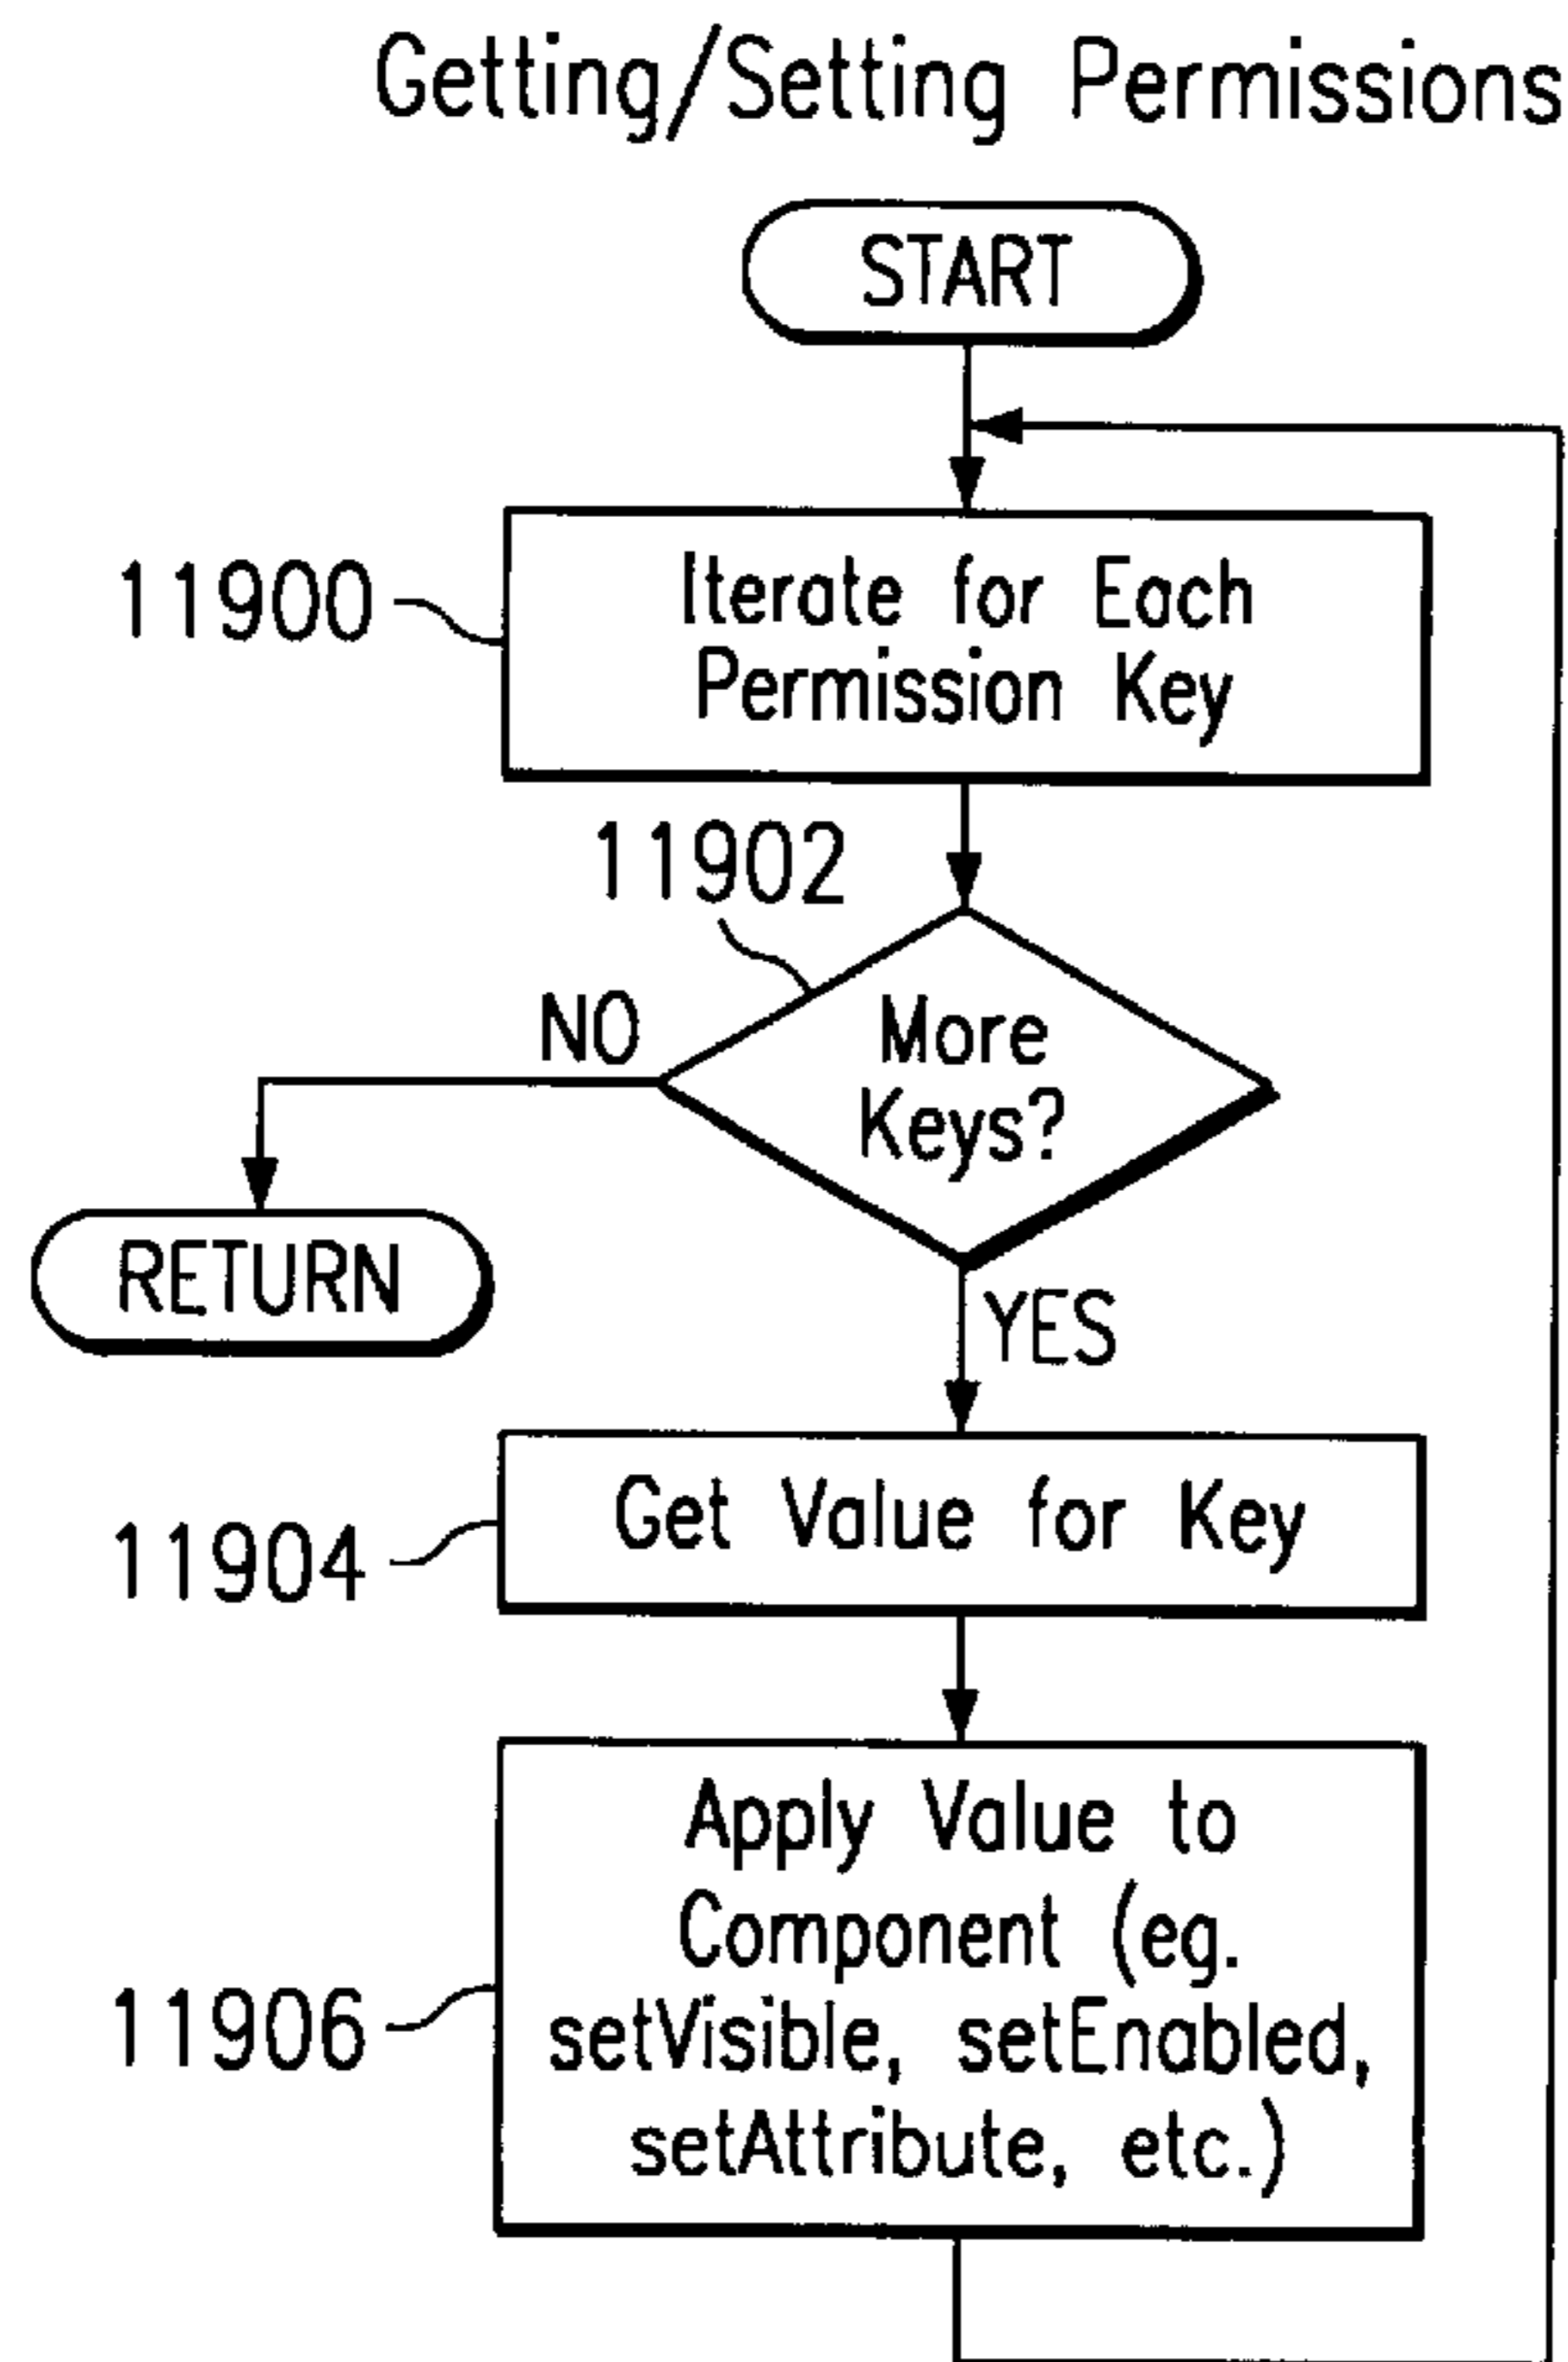 Getting/Setting Permissions
START
11900
Iterate for Each
Permission Key
11902
NO
More
Keys?
RETURN
YES
11904
Get Value for Key
11906
Apply Value to
Component (eg.
setVisible, setEnabled,
setAttribute, etc.)